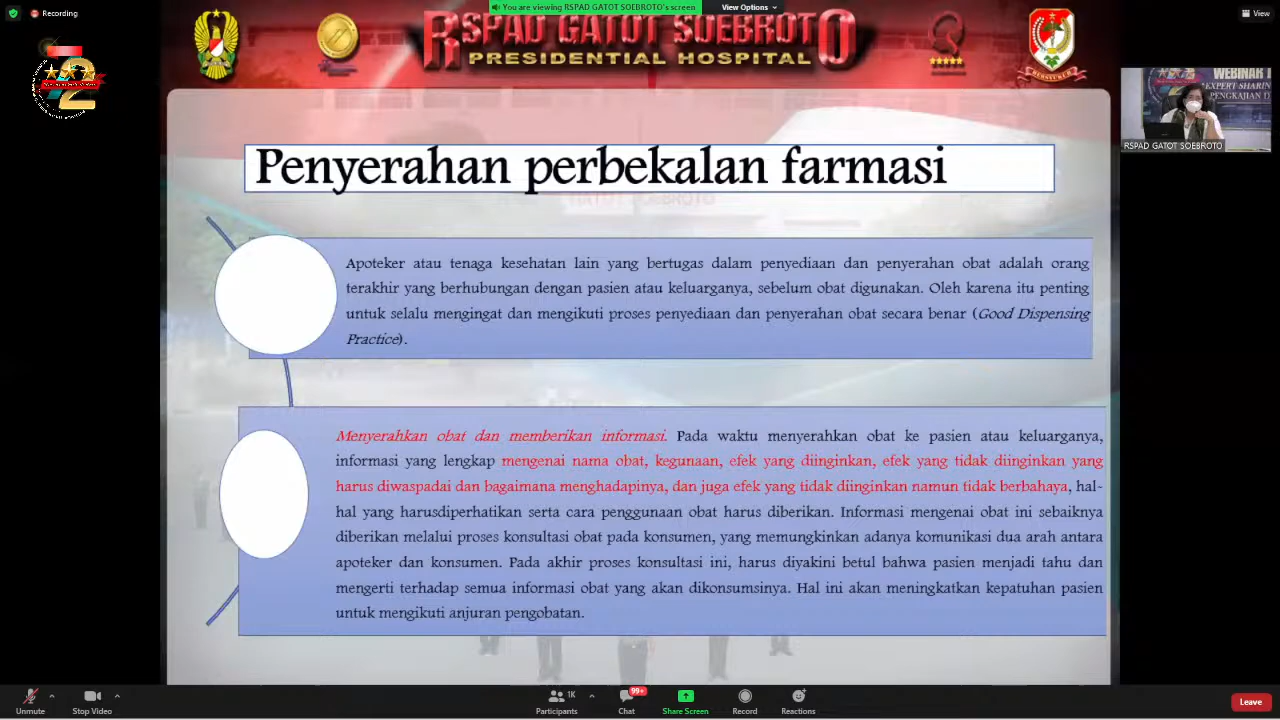 Recording
You are viewing RSPAD GATOT SOEBROTO's screen
View Options
View
RSPAD GATOT SOEBROTO
PRESIDENTIAL HOSPITAL
72
WEBINAR
EXPERT-SHARIN
PENGKAJIAN
RSPAD GATOT SOEBROTO
Penyerahan perbekalan farmasi
GATOT SOEBROTO
Apoteker atau tenaga kesehatan lain yang bertugas dalam penyediaan dan penyerahan obat adalah orang
terakhir yang berhubungan dengan pasien atau keluarganya, sebelum obat digunakan. Oleh karena itu penting
untuk selalu mengingat dan mengikuti proses penyediaan dan penyerahan obat secara benar (Good Dispensing
Practice).
Menyerahkan obat dan memberikan informasi. Pada waktu menyerahkan obat ke pasien atau keluarganya,
informasi yang lengkap mengenai nama obat, kegunaan, efek yang diinginkan, efek yang tidak diinginkan yang
harus diwaspadai dan bagaimana menghadapinya, dan juga efek yang tidak diinginkan namun tidak berbahaya, hal-
hal yang harusdiperhatikan serta cara penggunaan obat harus diberikan. Informasi mengenai obat ini sebaiknya
diberikan melalui proses konsultasi obat pada konsumen, yang memungkinkan adanya komunikasi dua arah antara
apoteker dan konsumen. Pada akhir proses konsultasi ini, harus diyakini betul bahwa pasien menjadi tahu dan
mengerti terhadap semua informasi obat yang akan dikonsumsinya. Hal ini akan meningkatkan kepatuhan pasien
untuk mengikuti anjuran pengobatan.
Unmute
Stop Video
1K
Participants
99+
Chat
Share Screen
Record
Reactions
Leave